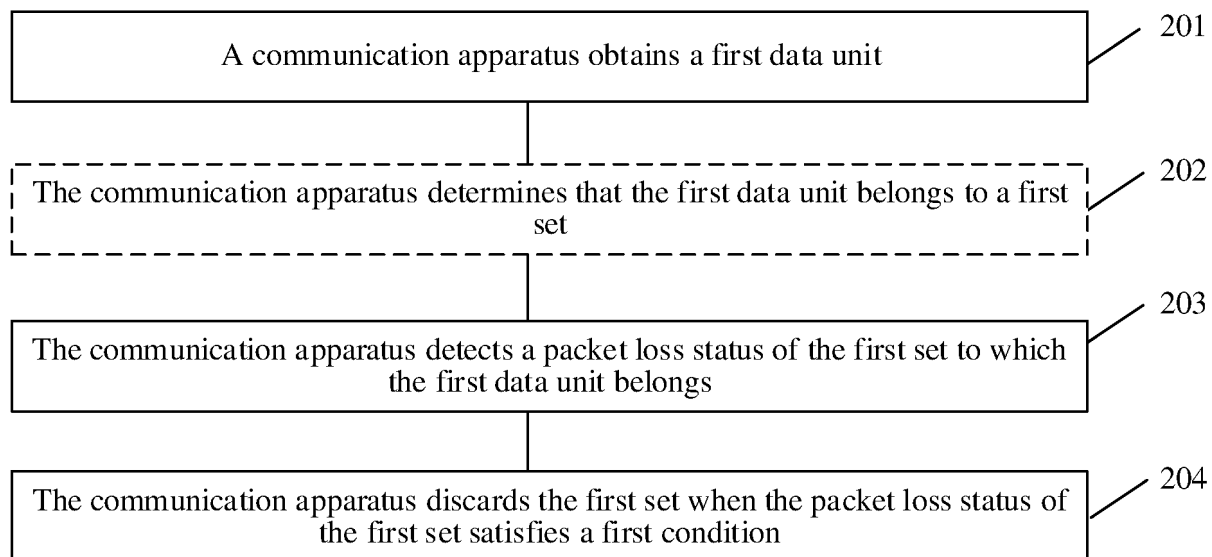 A communication apparatus obtains a first data unit
201
The communication apparatus determines that the first data unit belongs to a first
set
202
The communication apparatus detects a packet loss status of the first set to which
the first data unit belongs
203
The communication apparatus discards the first set when the packet loss status of
the first set satisfies a first condition
204